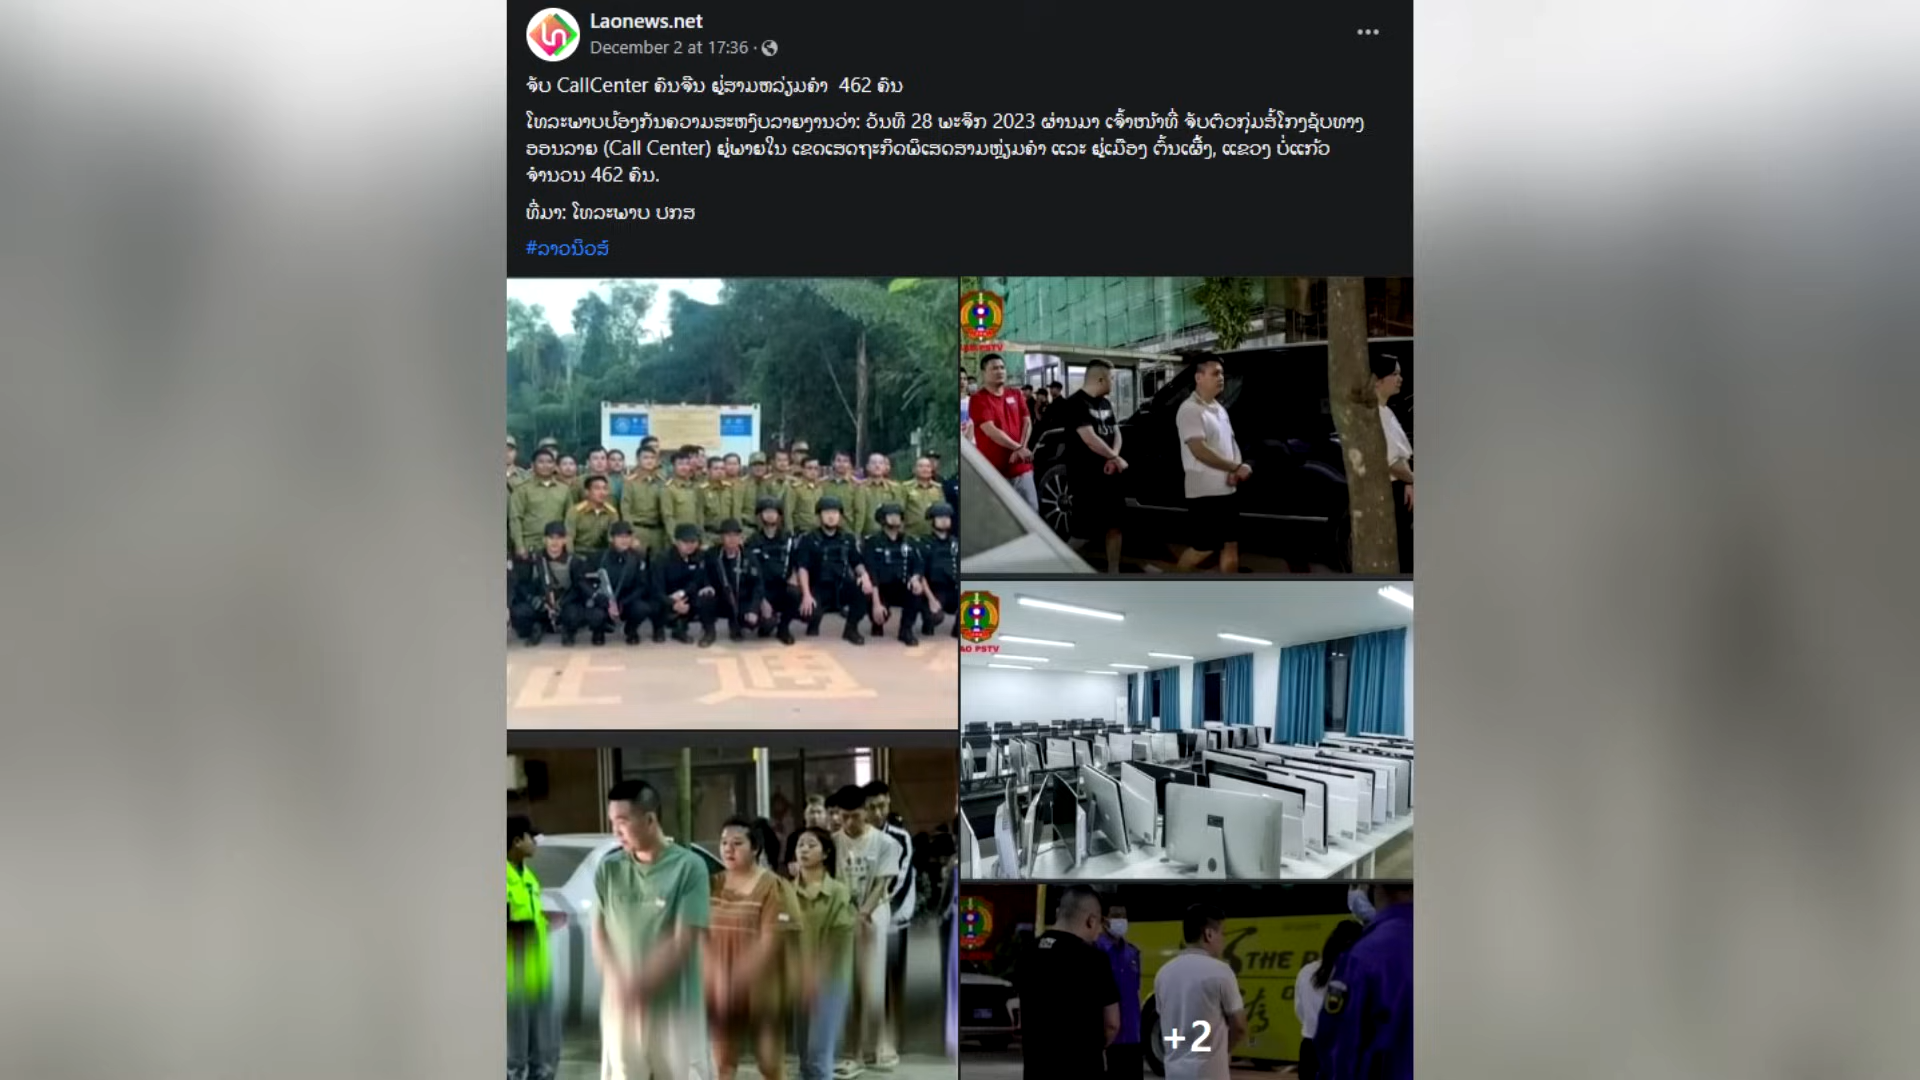 Laonews.net
December 2 at 17:36
ຈັບ CallCenter ຄົນຈີນ ຢູ່ສາມຫລ່ຽມຄຳ 462 ຄົນ
ໂທລະພາບປ້ອງກັນຄວາມສະຫງົບລາຍງານວ່າ: ວັນທີ 28 ພະຈິກ 2023 ຜ່ານມາ ເຈົ້າໜ້າທີ່ ຈັບຕົວກຸ່ມສໍ້ໂກງຊັບທາງ
ອອນລາຍ (Call Center) ຢູ່ພາຍໃນ ເຂດເສດຖະກິດພິເສດສາມຫຼ່ຽມຄຳ ແລະ ຢູ່ເມືອງ ຕົ້ນເຜິ້ງ, ແຂວງ ບໍ່ແກ້ວ
ຈຳນວນ 462 ຄົນ.
ທີ່ມາ: ໂທລະພາບ ປກສ
#ລາວນິວສ໌
AO PSTV
THE
+2